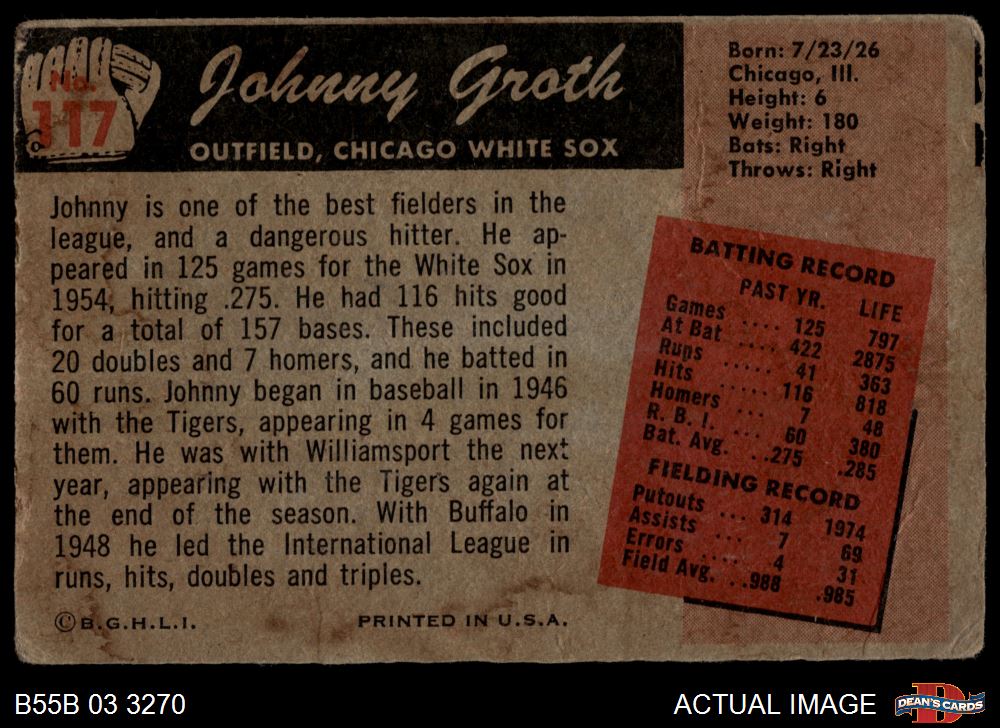 No.
117
Johnny Groth
OUTFIELD, CHICAGO WHITE SOX
Born: 7/23/26
Chicago, Ill.
Height: 6
Weight: 180
Bats: Right
Throws: Right
Johnny is one of the best fielders in the
league, and a dangerous hitter. He ap-
peared in 125 games for the White Sox in
1954, hitting .275. He had 116 hits good
for a total of 157 bases. These included
20 doubles and 7 homers, and he batted in
60 runs. Johnny began in baseball in 1946
with the Tigers, appearing in 4 games for
them. He was with Williamsport the next
year, appearing with the Tigers again at
the end of the season. With Buffalo in
1948 he led the International League in
runs, hits, doubles and triples.
©B.G.H.L.I. PRINTED IN U.S.A.
BATTING RECORD
PAST YR. LIFE
Games .... 125 797
At Bat .... 422 2875
Runs 41 363
Hits ..... 116 818
Homers ... 7 48
R. B. I. ... 60 380
Bat. Avg. ..275 .285
FIELDING RECORD
Putouts ... 314 1974
Assists ... 7 69
Errors .... 4 31
Field Avg. ..988 .985
B55B 03 3270
ACTUAL IMAGE
D
DEAN'S CARDS